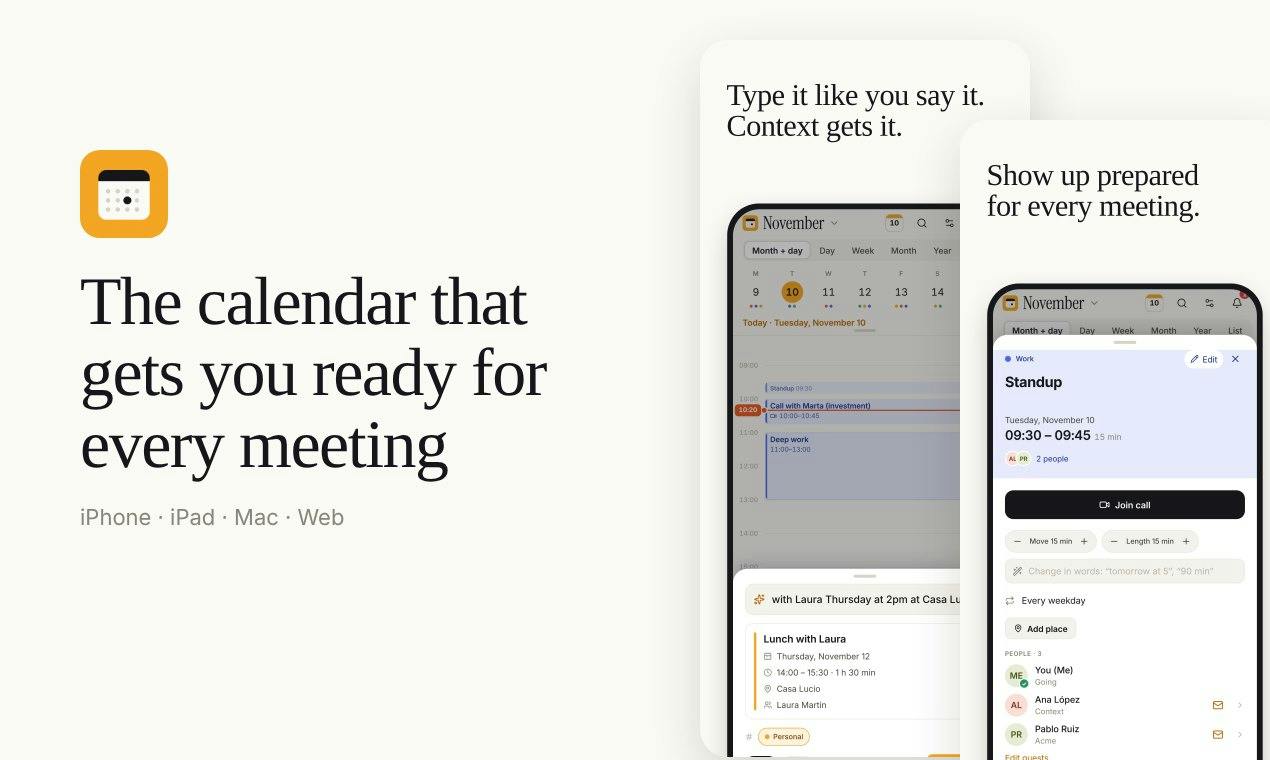 The calendar that
gets you ready for
every meeting
iPhone · iPad · Mac · Web
Type it like you say it.
Context gets it.
November
10
Month + day Day Week Month Year
M T W T F S
9 10 11 12 13 14
Today · Tuesday, November 10
09:00
Standup 09:30
10:00
Call with Marta (investment)
10:20
10:00–10:45
11:00
Deep work
11:00–13:00
12:00
13:00
14:00
15:00
with Laura Thursday at 2pm at Casa Lu
Lunch with Laura
Thursday, November 12
14:00 – 15:30 · 1 h 30 min
Casa Lucio
Laura Martin
# Personal
Show up prepared
for every meeting.
November
10
Month + day Day Week Month Year List
Work
Edit
Standup
Tuesday, November 10
09:30 – 09:45 15 min
AL PR 2 people
Join call
− Move 15 min + − Length 15 min +
Change in words: “tomorrow at 5”, “90 min”
Every weekday
Add place
PEOPLE · 3
ME You (Me)
Going
AL Ana López
Context
PR Pablo Ruiz
Acme
Edit guests